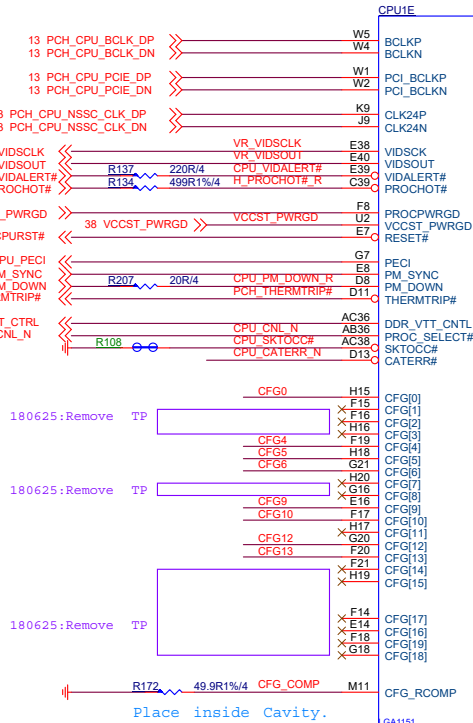 CPU1E
13 PCH_CPU_BCLK_DP W5 BCLKP
13 PCH_CPU_BCLK_DN W4 BCLKN
13 PCH_CPU_PCIE_DP W1 PCI_BCLKP
13 PCH_CPU_PCIE_DN W2 PCI_BCLKN
PCH_CPU_NSSC_CLK_DP K9 CLK24P
PCH_CPU_NSSC_CLK_DN J9 CLK24N
VIDSCLK VR_VIDSCLK E38 VIDSCK
VIDSOUT VR_VIDSOUT E40 VIDSOUT
VIDALERT# R137 220R/4 CPU_VIDALERT# E39 VIDALERT#
ROCHOT# R134 499R1%/4 H_PROCHOT#_R C39 PROCHOT#
_PWRGD F8 PROCPWRGD
38 VCCST_PWRGD VCCST_PWRGD U2 VCCST_PWRGD
CPURST# E7 RESET#
PU_PECI G7 PECI
M_SYNC E8 PM_SYNC
M_DOWN R207 20R/4 CPU_PM_DOWN_R D8 PM_DOWN
RMTRIP# PCH_THERMTRIP# D11 THERMTRIP#
T_CTRL AC36 DDR_VTT_CNTL
CNL_N CPU_CNL_N AB36 PROC_SELECT#
R108 CPU_SKTOCC# AC38 SKTOCC#
CPU_CATERR_N D13 CATERR#
CFG0 H15 CFG[0]
F15 CFG[1]
180625:Remove TP F16 CFG[2]
H16 CFG[3]
CFG4 F19 CFG[4]
CFG5 H18 CFG[5]
CFG6 G21 CFG[6]
H20 CFG[7]
180625:Remove TP G16 CFG[8]
CFG9 E16 CFG[9]
CFG10 F17 CFG[10]
H17 CFG[11]
CFG12 G20 CFG[12]
CFG13 F20 CFG[13]
F21 CFG[14]
H19 CFG[15]
F14 CFG[17]
180625:Remove TP E14 CFG[16]
F18 CFG[19]
G18 CFG[18]
R172 49.9R1%/4 CFG_COMP M11 CFG_RCOMP
Place inside Cavity.
LGA1151